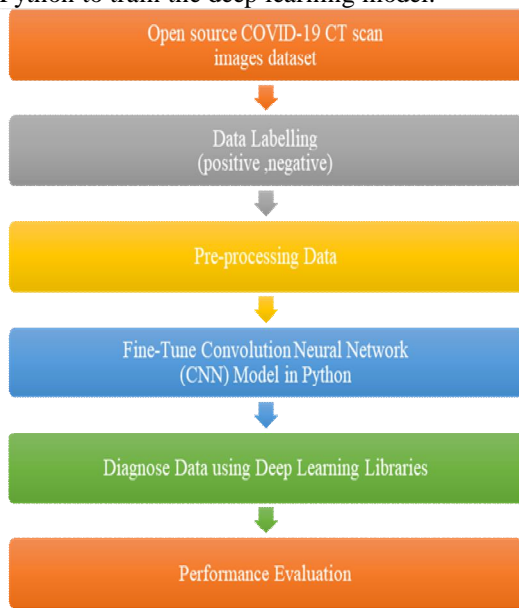 Python to train the deep learning model.
Open source COVID-19 CT scan
images dataset
Data Labelling
(positive ,negative)
Pre-processing Data
Fine-Tune Convolution Neural Network
(CNN) Model in Python
Diagnose Data using Deep Learning Libraries
Performance Evaluation